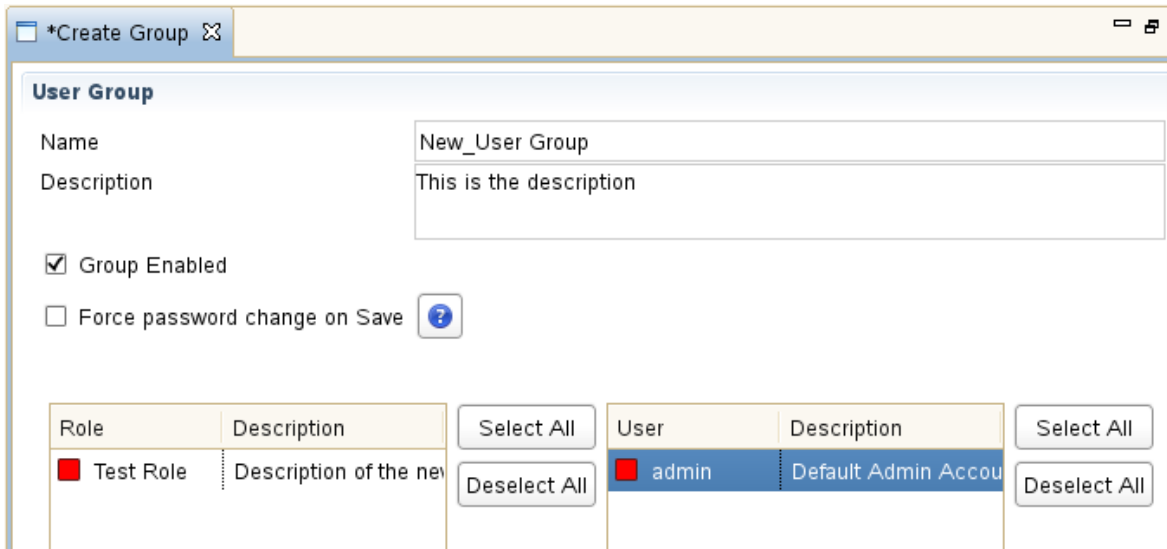 *Create Group
User Group
Name New_User Group
Description This is the description
Group Enabled
Force password change on Save ?
Role Description Select All User Description Select All
Test Role Description of the nev Deselect All admin Default Admin Accou Deselect All